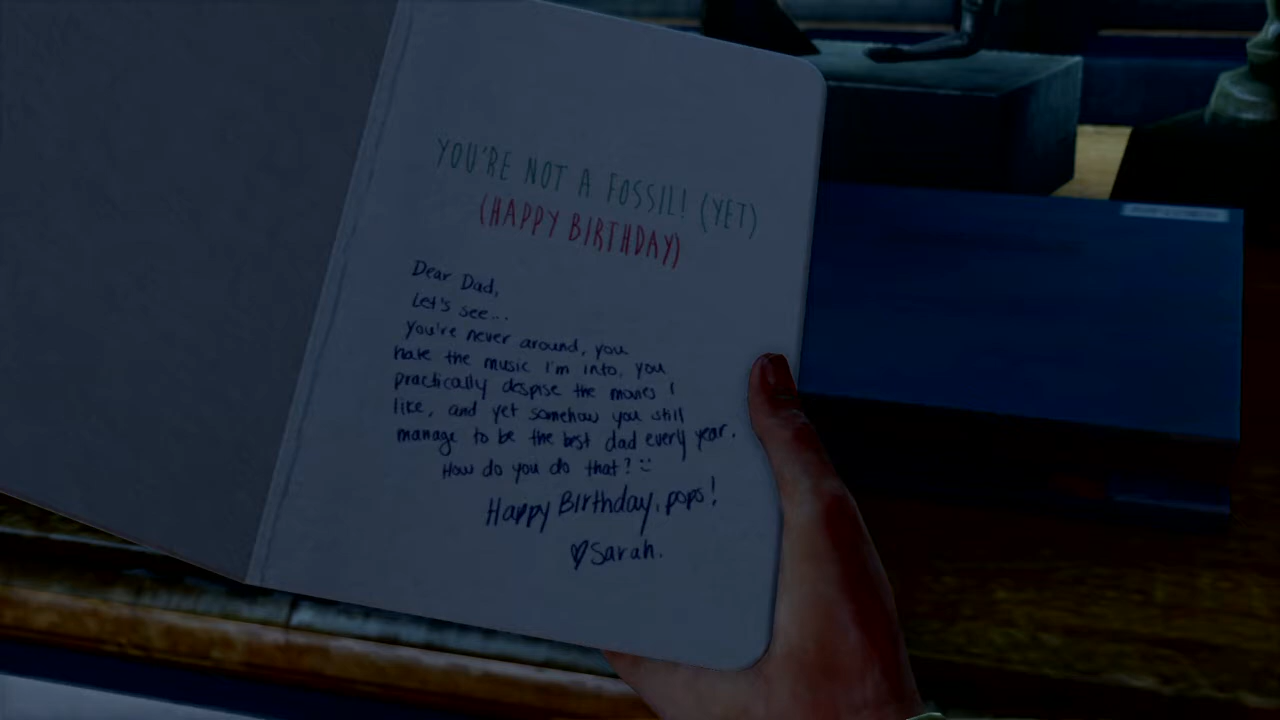 YOU'RE NOT A FOSSIL! (YET)
(HAPPY BIRTHDAY)
Dear Dad,
Let's see...
you're never around, you
hate the music I'm into, you
practically despise the movies I
like, and yet somehow you still
manage to be the best dad every year.
How do you do that? :)
Happy Birthday, pops!
♥Sarah.